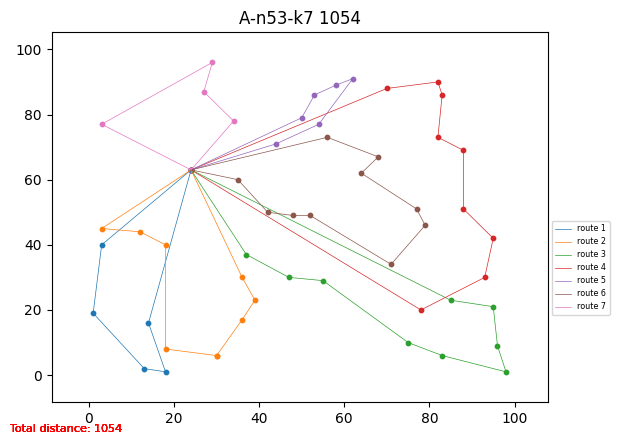 A-n53-k7 1054
100
80
60
40
20
0
0 20 40 60 80 100
route 1
route 2
route 3
route 4
route 5
route 6
route 7
Total distance: 1054